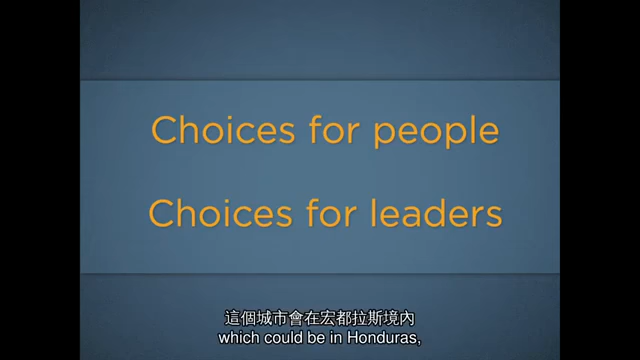 Choices for people
Choices for leaders
這個城市會在宏都拉斯境內
which could be in Honduras,